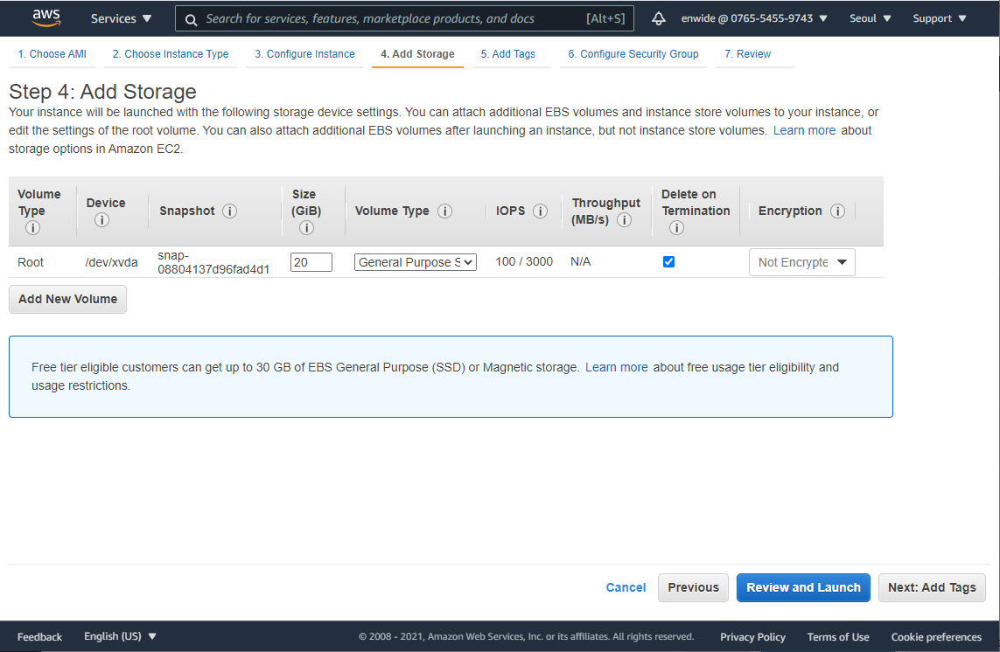 aws Services Search for services, features, marketplace products, and docs [Alt+S] enwide @ 0765-5455-9743 Seoul Support
1. Choose AMI 2. Choose Instance Type 3. Configure Instance 4. Add Storage 5. Add Tags 6. Configure Security Group 7. Review
Step 4: Add Storage
Your instance will be launched with the following storage device settings. You can attach additional EBS volumes and instance store volumes to your instance, or
edit the settings of the root volume. You can also attach additional EBS volumes after launching an instance, but not instance store volumes. Learn more about
storage options in Amazon EC2.
Volume
Type
Device
Snapshot
Size
(GiB)
Volume Type
IOPS
Throughput
(MB/s)
Delete on
Termination
Encryption
Root
/dev/xvda
snap-
08804137d96fad4d1
20
General Purpose S
100 / 3000
N/A
Not Encrypte
Add New Volume
Free tier eligible customers can get up to 30 GB of EBS General Purpose (SSD) or Magnetic storage. Learn more about free usage tier eligibility and
usage restrictions.
Cancel Previous Review and Launch Next: Add Tags
Feedback English (US) © 2008 - 2021, Amazon Web Services, Inc. or its affiliates. All rights reserved. Privacy Policy Terms of Use Cookie preferences